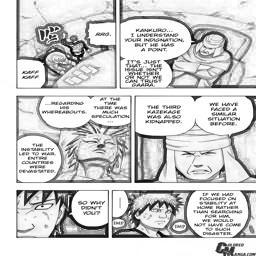 KANKURO...
I UNDERSTAND
YOUR INDIGNATION.
BUT HE HAS
A POINT.
IT'S JUST
THAT... THE
ISSUE ISN'T
WHETHER
OR NOT WE
CAN TRUST
GAARA.
BRO.
KAFF
KAFF
WE HAVE
FACED A
SIMILAR
SITUATION
BEFORE.
THE THIRD
KAZEKAGE
WAS ALSO
KIDNAPPED.
AT THE
TIME
THERE WAS
MUCH
SPECULATION
...REGARDING
HIS
WHEREABOUTS.
THE
INSTABILITY
LED TO WAR.
ENTIRE
COUNTRIES
WERE
DEVASTATED.
IF WE HAD
FOCUSED ON
STABILITY AT
HOME RATHER
THAN
SEARCHING
FOR HIM,
WE WOULD
NOT HAVE
COME TO
SUCH
DISASTER.
SO WHY
DIDN'T
YOU?
COLORED
MANGA.COM